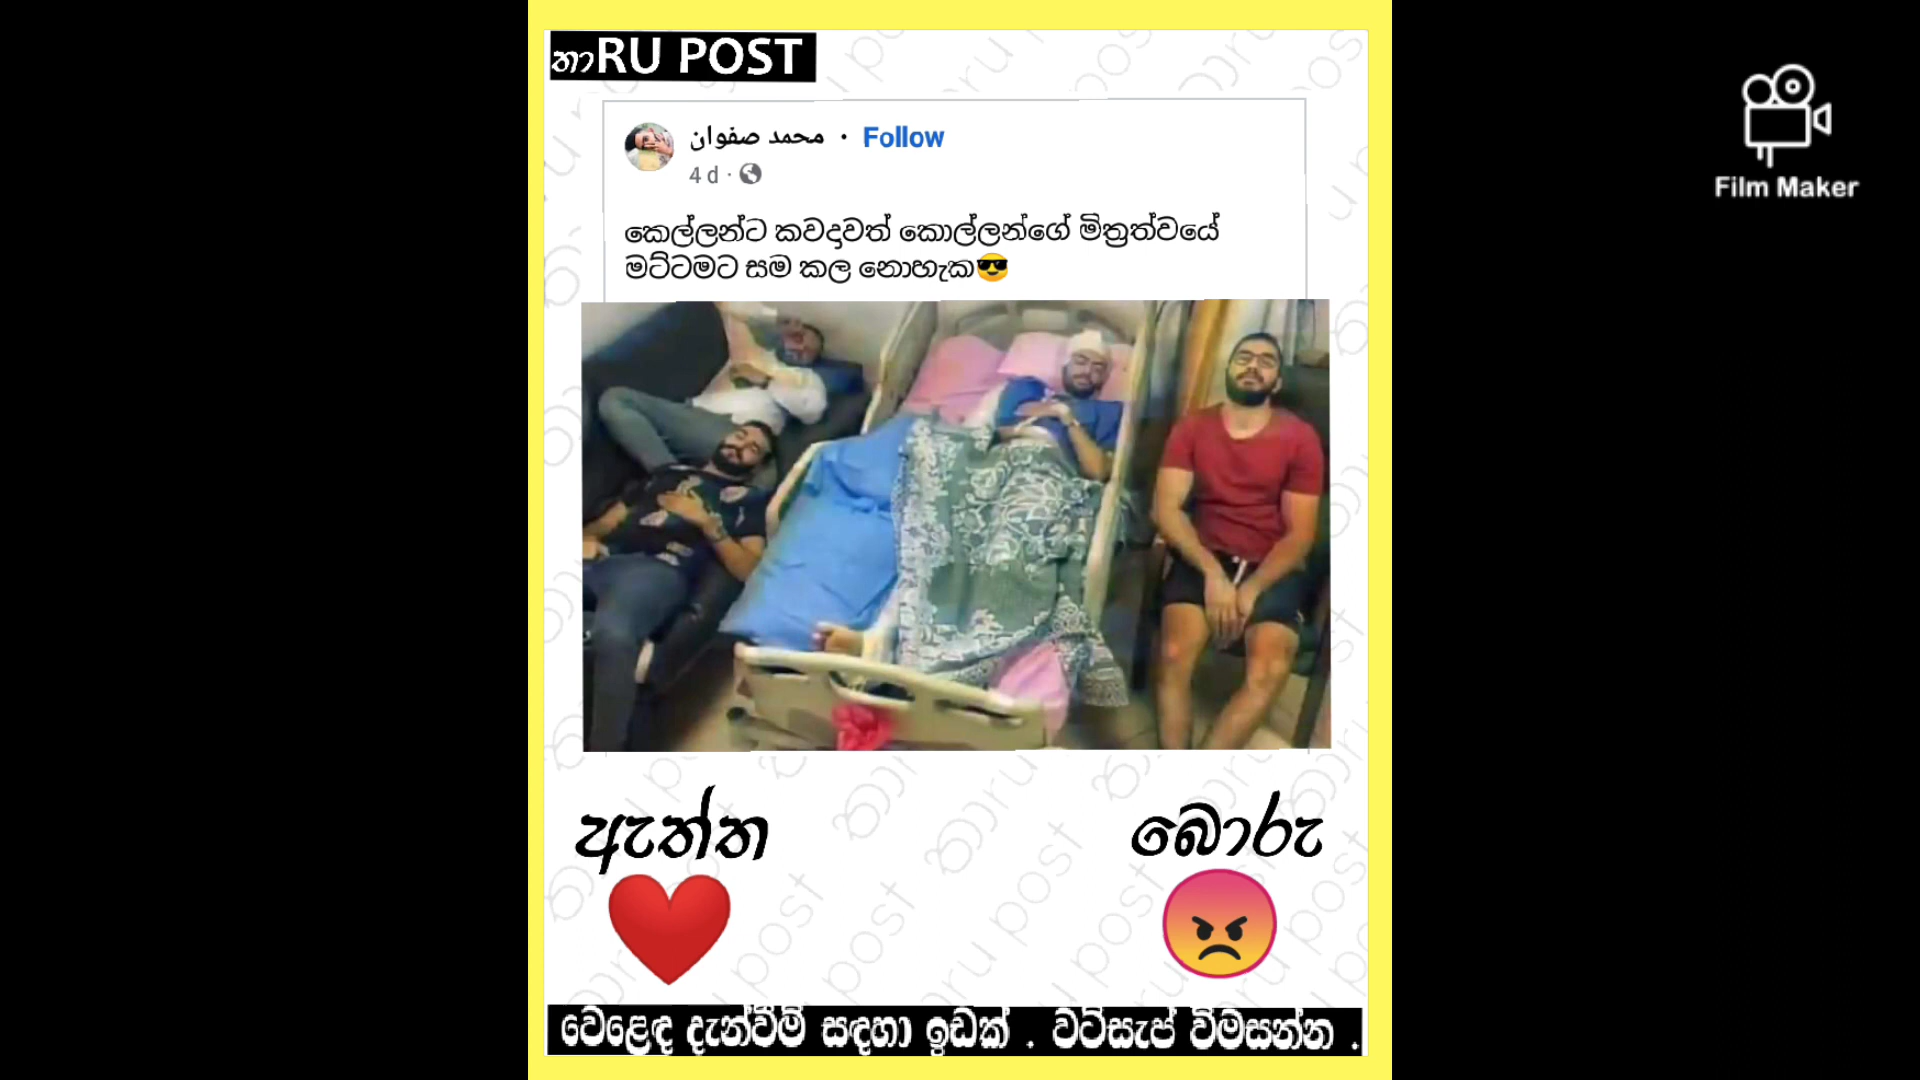 තාRU POST
محمد صفوان · Follow
4 d ·
කෙල්ලන්ට කවදාවත් කොල්ලන්ගේ මිත්‍රත්වයේ
මට්ටමට සම කල නොහැක😎
ඇත්ත
බොරු
වෙළෙඳ දැන්වීම් සඳහා ඉඩක් . වට්සැප් විමසන්න .
Film Maker